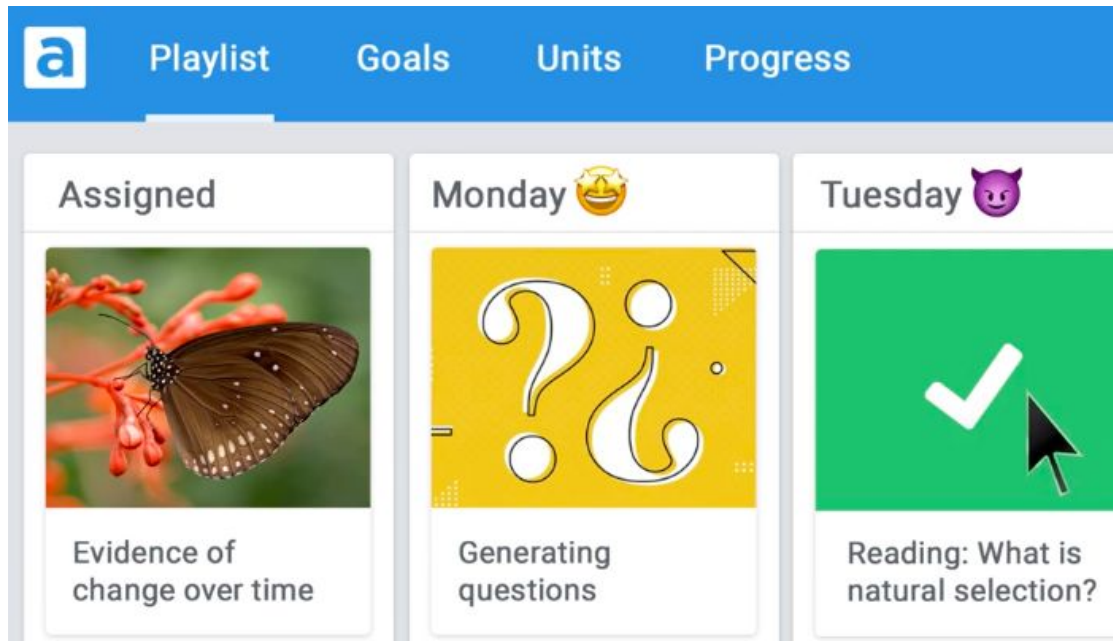 a
Playlist Goals Units Progress
Assigned
Evidence of
change over time
Monday 🤩
? ¿
Generating
questions
Tuesday 😈
Reading: What is
natural selection?